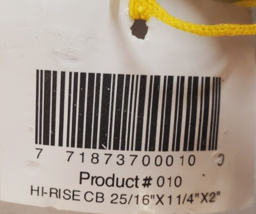 7 71873700010 0
Product # 010
HI-RISE CB 25/16"X11/4"X2"